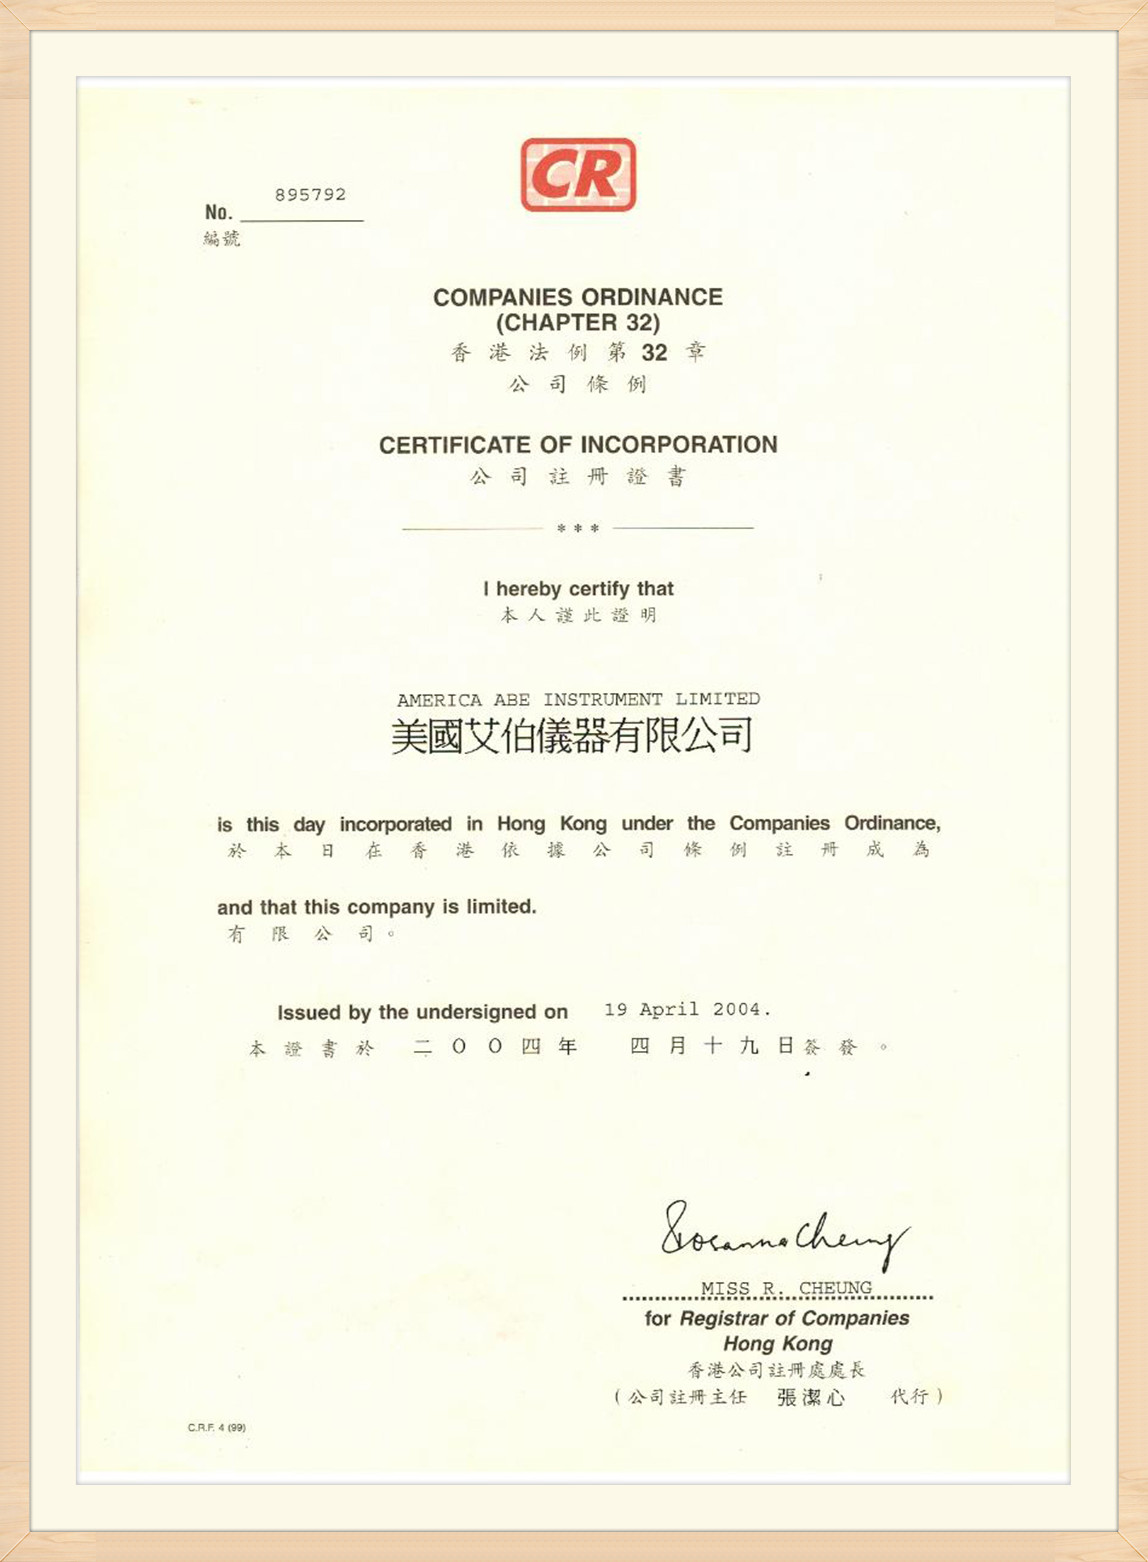 CR
895792
No.
編號
COMPANIES ORDINANCE
(CHAPTER 32)
香港法例第 32 章
公司條例
CERTIFICATE OF INCORPORATION
公司註冊證書
***
I hereby certify that
本人謹此證明
AMERICA ABE INSTRUMENT LIMITED
美國艾伯儀器有限公司
is this day incorporated in Hong Kong under the Companies Ordinance,
於本日在香港依據公司條例註冊成為
and that this company is limited.
有限公司。
Issued by the undersigned on 19 April 2004.
本證書於 二OO四年 四月十九日簽發。
Rosanna Cheung
MISS R. CHEUNG
for Registrar of Companies
Hong Kong
香港公司註冊處處長
(公司註冊主任 張潔心 代行)
C.R.F. 4 (99)